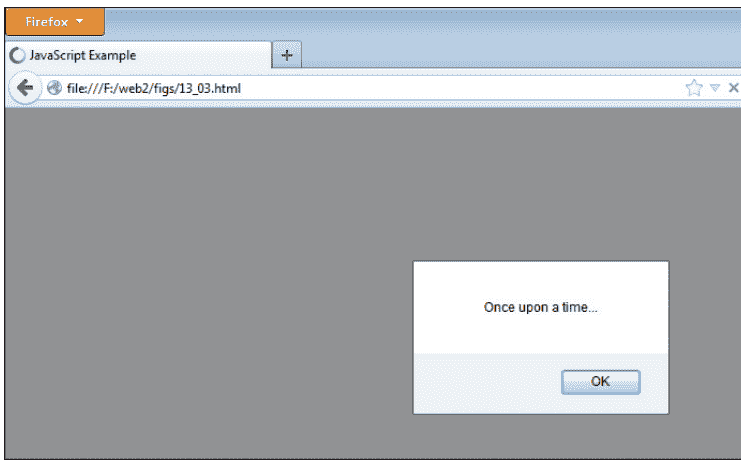 Firefox
JavaScript Example
file:///F:/web2/figs/13_03.html
Once upon a time...
OK